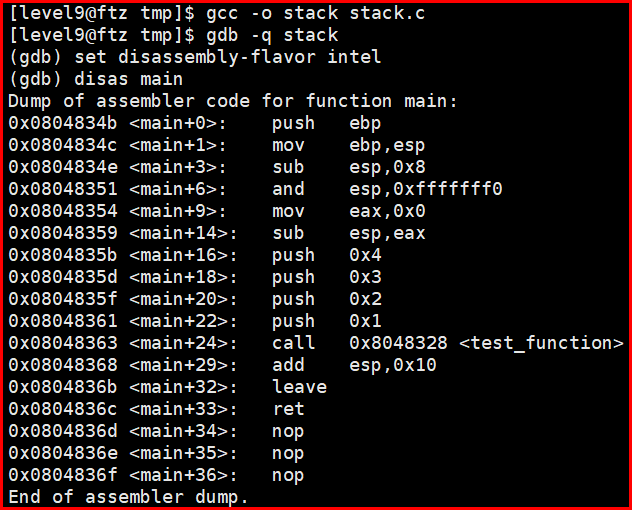 [level9@ftz tmp]$ gcc -o stack stack.c
[level9@ftz tmp]$ gdb -q stack
(gdb) set disassembly-flavor intel
(gdb) disas main
Dump of assembler code for function main:
0x0804834b <main+0>:    push   ebp
0x0804834c <main+1>:    mov    ebp,esp
0x0804834e <main+3>:    sub    esp,0x8
0x08048351 <main+6>:    and    esp,0xfffffff0
0x08048354 <main+9>:    mov    eax,0x0
0x08048359 <main+14>:   sub    esp,eax
0x0804835b <main+16>:   push   0x4
0x0804835d <main+18>:   push   0x3
0x0804835f <main+20>:   push   0x2
0x08048361 <main+22>:   push   0x1
0x08048363 <main+24>:   call   0x8048328 <test_function>
0x08048368 <main+29>:   add    esp,0x10
0x0804836b <main+32>:   leave
0x0804836c <main+33>:   ret
0x0804836d <main+34>:   nop
0x0804836e <main+35>:   nop
0x0804836f <main+36>:   nop
End of assembler dump.